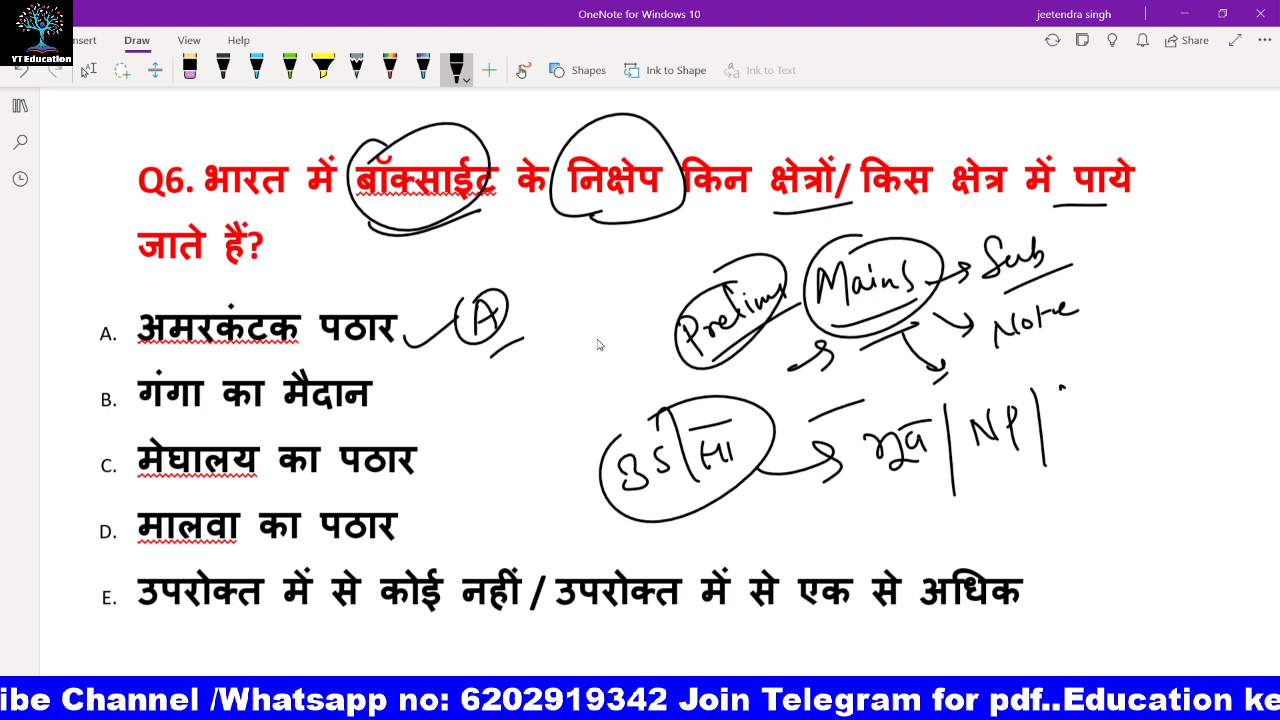 OneNote for Windows 10
jeetendra singh
YT Education
nsert Draw View Help
Share
Shapes Ink to Shape Ink to Text
Q6. भारत में बॉक्साईट के निक्षेप किन क्षेत्रों/ किस क्षेत्र में पाये
जाते हैं?
Prelims Mains Sub
Note
A. अमरकंटक पठार A
B. गंगा का मैदान
NP
C. मेघालय का पठार
D. मालवा का पठार
E. उपरोक्त में से कोई नहीं/ उपरोक्त में से एक से अधिक
ibe Channel /Whatsapp no: 6202919342 Join Telegram for pdf..Education ke